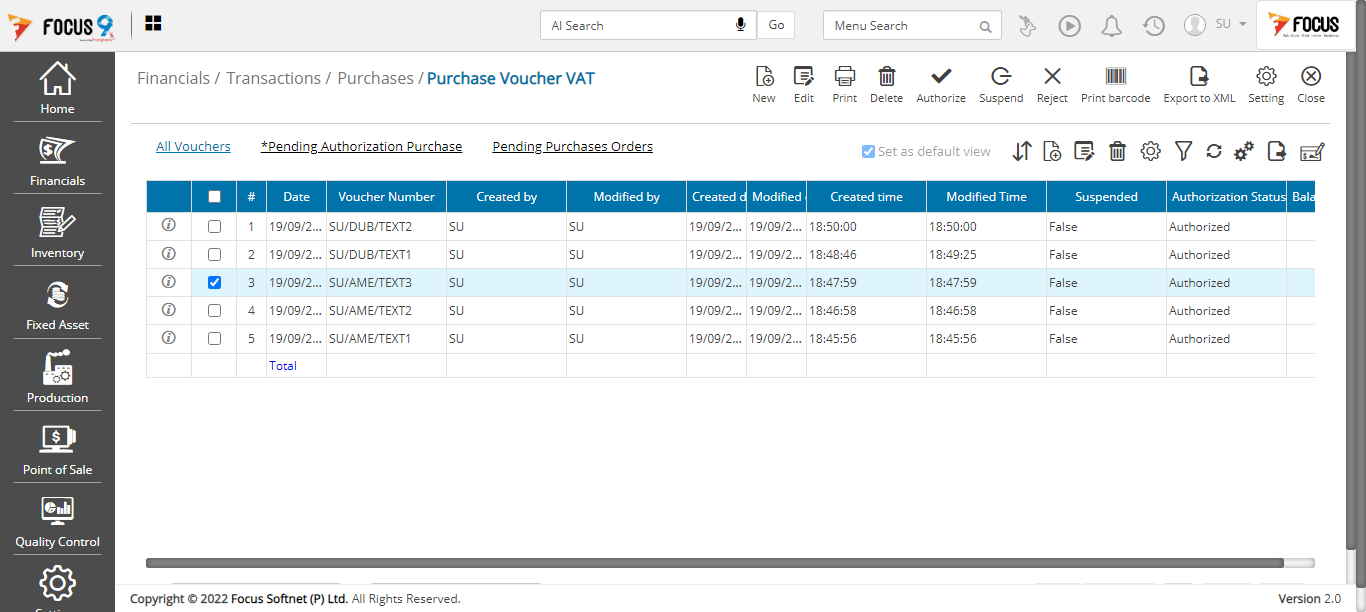 FOCUS 9
AI Search
Go
Menu Search
SU
FOCUS
Home
Financials
Inventory
Fixed Asset
Production
Point of Sale
Quality Control
Financials / Transactions / Purchases / Purchase Voucher VAT
New
Edit
Print
Delete
Authorize
Suspend
Reject
Print barcode
Export to XML
Setting
Close
All Vouchers
*Pending Authorization Purchase
Pending Purchases Orders
Set as default view
# Date Voucher Number Created by Modified by Created d Modified Created time Modified Time Suspended Authorization Status Bala
1 19/09/2... SU/DUB/TEXT2 SU SU 19/09/2... 19/09/2... 18:50:00 18:50:00 False Authorized
2 19/09/2... SU/DUB/TEXT1 SU SU 19/09/2... 19/09/2... 18:48:46 18:49:25 False Authorized
3 19/09/2... SU/AME/TEXT3 SU SU 19/09/2... 19/09/2... 18:47:59 18:47:59 False Authorized
4 19/09/2... SU/AME/TEXT2 SU SU 19/09/2... 19/09/2... 18:46:58 18:46:58 False Authorized
5 19/09/2... SU/AME/TEXT1 SU SU 19/09/2... 19/09/2... 18:45:56 18:45:56 False Authorized
Total
Copyright © 2022 Focus Softnet (P) Ltd. All Rights Reserved.
Version 2.0